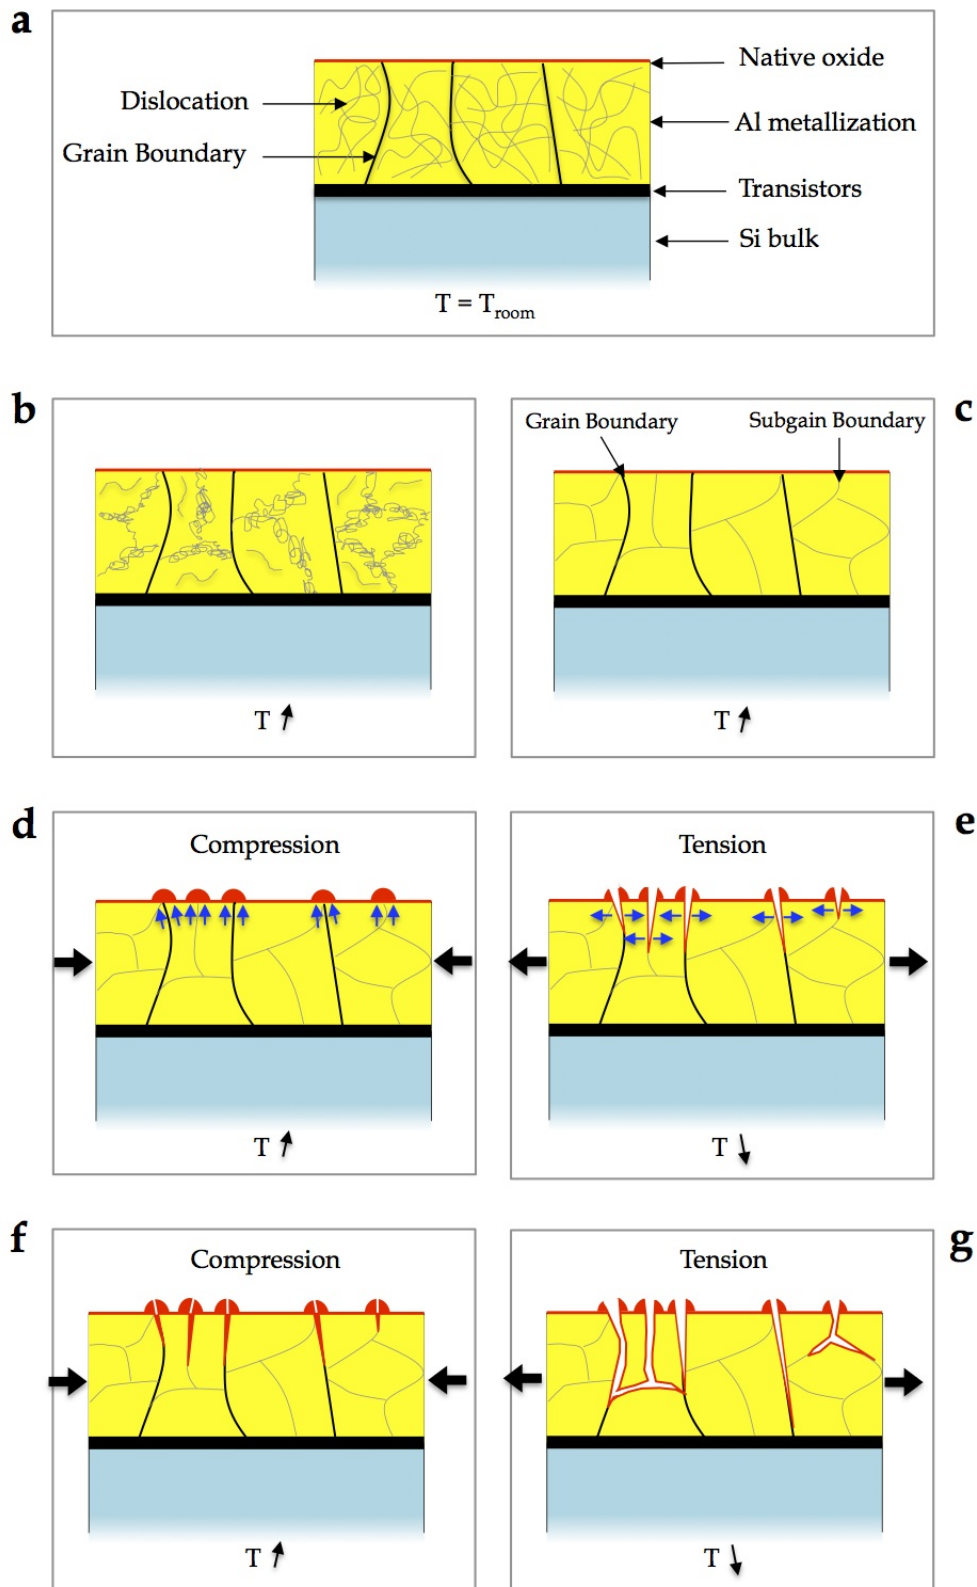 a
Native oxide
Dislocation
Al metallization
Grain Boundary
Transistors
Si bulk
T = Troom
b
c
Grain Boundary
Subgain Boundary
T
T
d
e
Compression
Tension
T
T
f
g
Compression
Tension
T
T